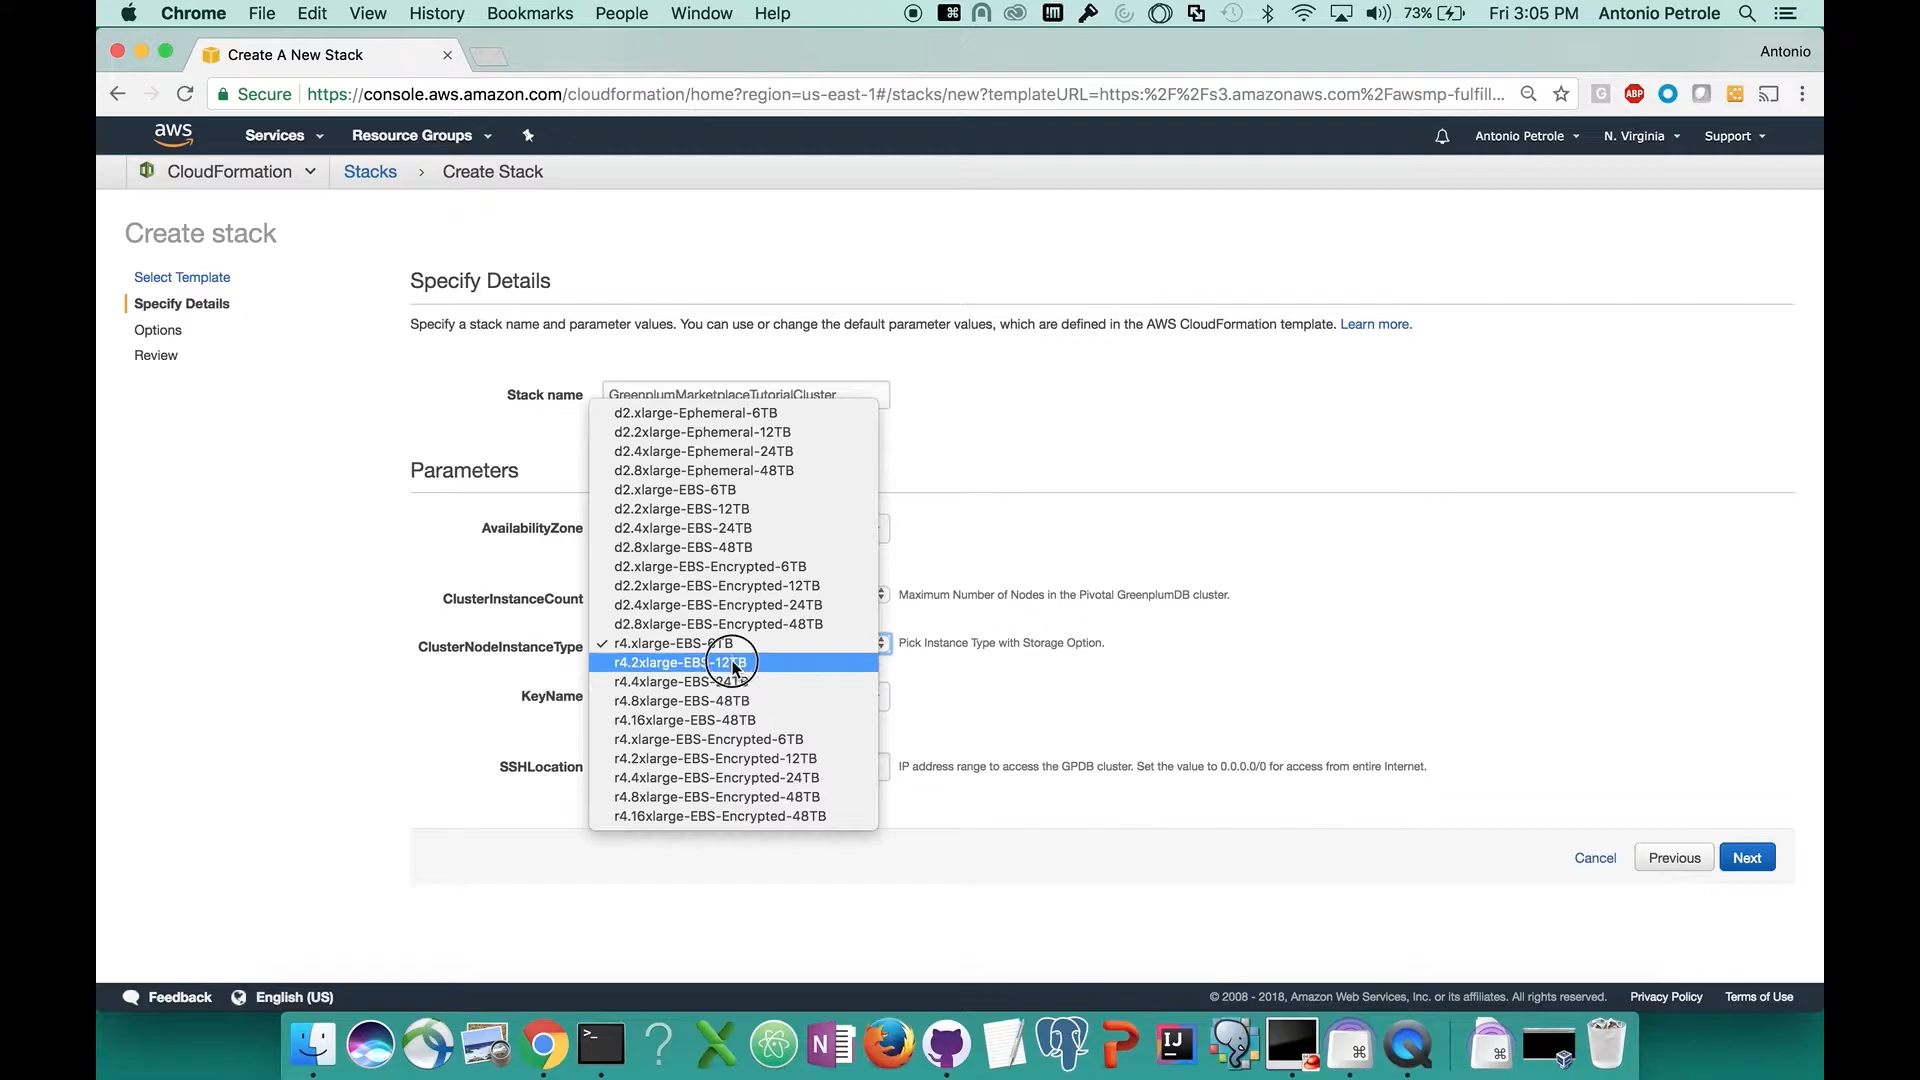 Chrome File Edit View History Bookmarks People Window Help 73% Fri 3:05 PM Antonio Petrole
Create A New Stack Antonio
Secure https://console.aws.amazon.com/cloudformation/home?region=us-east-1#/stacks/new?templateURL=https:%2F%2Fs3.amazonaws.com%2Fawsmp-fulfill... G ABP
aws Services Resource Groups Antonio Petrole N. Virginia Support
CloudFormation Stacks › Create Stack
Create stack
Select Template
Specify Details
Options
Review
Specify Details
Specify a stack name and parameter values. You can use or change the default parameter values, which are defined in the AWS CloudFormation template. Learn more.
Stack name GreenplumMarketplaceTutorialCluster
Parameters
AvailabilityZone
ClusterInstanceCount Maximum Number of Nodes in the Pivotal GreenplumDB cluster.
ClusterNodeInstanceType Pick Instance Type with Storage Option.
KeyName
SSHLocation IP address range to access the GPDB cluster. Set the value to 0.0.0.0/0 for access from entire Internet.
d2.xlarge-Ephemeral-6TB
d2.2xlarge-Ephemeral-12TB
d2.4xlarge-Ephemeral-24TB
d2.8xlarge-Ephemeral-48TB
d2.xlarge-EBS-6TB
d2.2xlarge-EBS-12TB
d2.4xlarge-EBS-24TB
d2.8xlarge-EBS-48TB
d2.xlarge-EBS-Encrypted-6TB
d2.2xlarge-EBS-Encrypted-12TB
d2.4xlarge-EBS-Encrypted-24TB
d2.8xlarge-EBS-Encrypted-48TB
✓ r4.xlarge-EBS-6TB
r4.2xlarge-EBS-12TB
r4.4xlarge-EBS-24TB
r4.8xlarge-EBS-48TB
r4.16xlarge-EBS-48TB
r4.xlarge-EBS-Encrypted-6TB
r4.2xlarge-EBS-Encrypted-12TB
r4.4xlarge-EBS-Encrypted-24TB
r4.8xlarge-EBS-Encrypted-48TB
r4.16xlarge-EBS-Encrypted-48TB
Cancel Previous Next
Feedback English (US) © 2008 - 2018, Amazon Web Services, Inc. or its affiliates. All rights reserved. Privacy Policy Terms of Use